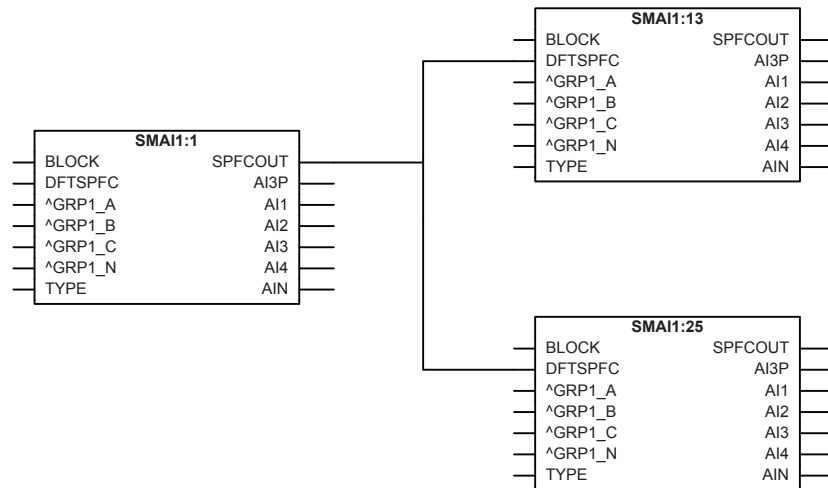 SMAI1:13
BLOCK SPFCOUT
DFTSPFC AI3P
^GRP1_A AI1
^GRP1_B AI2
^GRP1_C AI3
^GRP1_N AI4
TYPE AIN
SMAI1:1
BLOCK SPFCOUT
DFTSPFC AI3P
^GRP1_A AI1
^GRP1_B AI2
^GRP1_C AI3
^GRP1_N AI4
TYPE AIN
SMAI1:25
BLOCK SPFCOUT
DFTSPFC AI3P
^GRP1_A AI1
^GRP1_B AI2
^GRP1_C AI3
^GRP1_N AI4
TYPE AIN